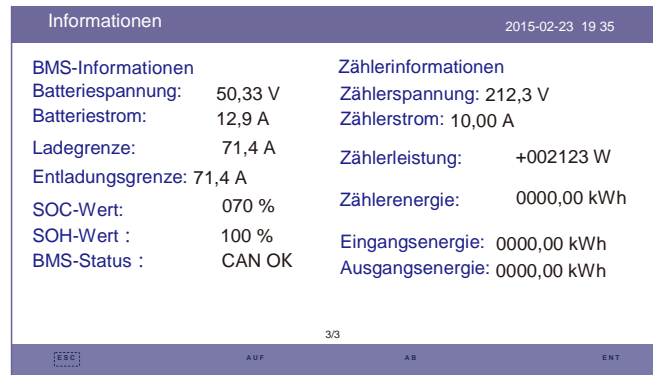 Informationen
2015-02-23 19 35
BMS-Informationen
Batteriespannung: 50,33 V
Batteriestrom: 12,9 A
Ladegrenze: 71,4 A
Entladungsgrenze: 71,4 A
SOC-Wert: 070 %
SOH-Wert : 100 %
BMS-Status : CAN OK
Zählerinformationen
Zählerspannung: 212,3 V
Zählerstrom: 10,00 A
Zählerleistung: +002123 W
Zählerenergie: 0000,00 kWh
Eingangsenergie: 0000,00 kWh
Ausgangsenergie: 0000,00 kWh
3/3
ESC AUF AB ENT